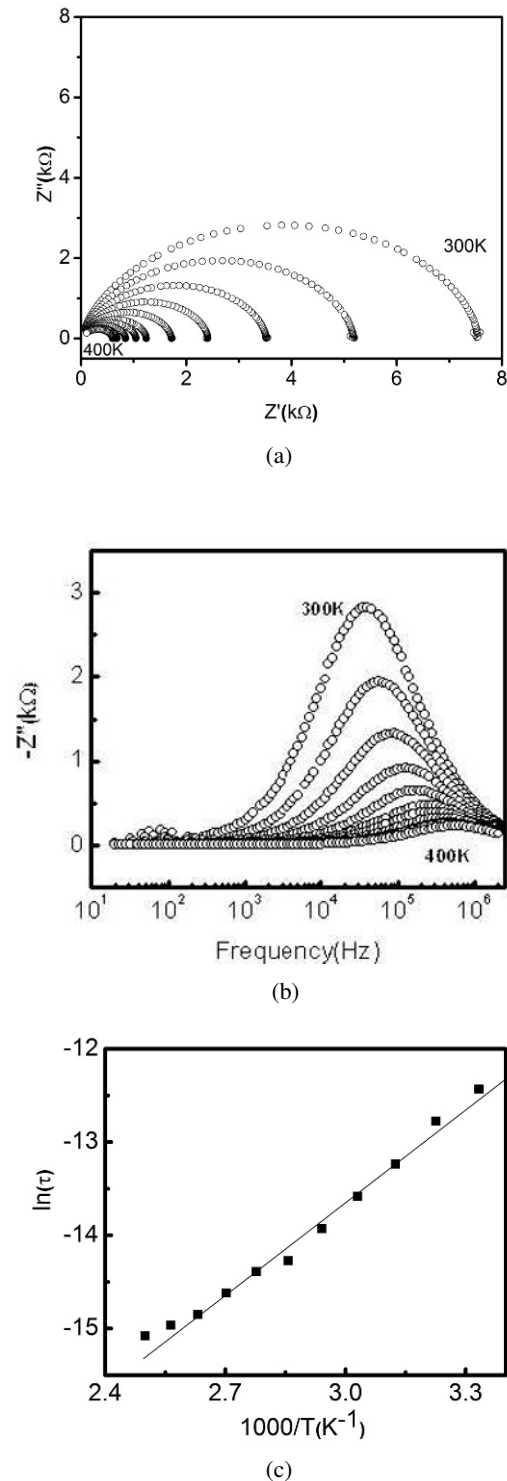 8
6
4
2
0
Z"(kΩ)
300K
400K
0 2 4 6 8
Z'(kΩ)
(a)
3
2
1
0
-Z"(kΩ)
300K
400K
10¹ 10² 10³ 10⁴ 10⁵ 10⁶
Frequency(Hz)
(b)
-12
-13
-14
-15
ln(τ)
2.4 2.7 3.0 3.3
1000/T(K⁻¹)
(c)